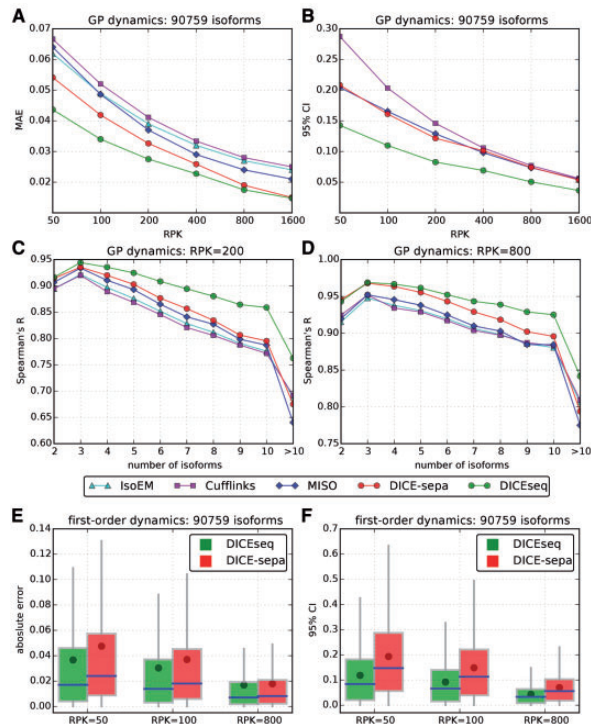 A
GP dynamics: 90759 isoforms
0.07
0.06
0.05
0.04
0.03
0.02
MAE
50
100
200
400
800
1600
RPK
B
GP dynamics: 90759 isoforms
0.30
0.25
0.20
0.15
0.10
0.05
95% CI
50
100
200
400
800
1600
RPK
C
GP dynamics: RPK=200
0.95
0.90
0.85
0.80
0.75
0.70
0.65
0.60
Spearman's R
2
3
4
5
6
7
8
9
10
>10
number of isoforms
D
GP dynamics: RPK=800
1.00
0.95
0.90
0.85
0.80
0.75
Spearman's R
2
3
4
5
6
7
8
9
10
>10
number of isoforms
IsoEM
Cufflinks
MISO
DICE-sepa
DICEseq
E
first-order dynamics: 90759 isoforms
0.14
0.12
0.10
0.08
0.06
0.04
0.02
0.00
aboslute error
DICEseq
DICE-sepa
RPK=50
RPK=100
RPK=800
F
first-order dynamics: 90759 isoforms
0.7
0.6
0.5
0.4
0.3
0.2
0.1
0.0
95% CI
DICEseq
DICE-sepa
RPK=50
RPK=100
RPK=800